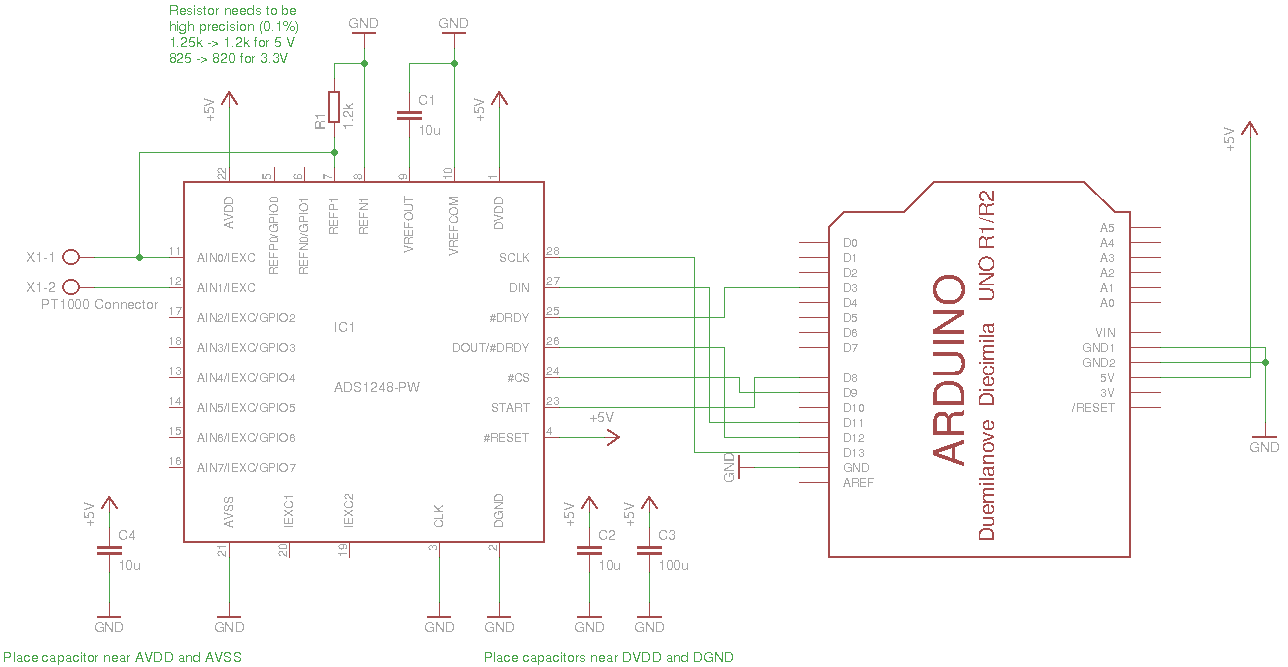 Resistor needs to be
high precision (0.1%)
1.25k -> 1.2k for 5 V
825 -> 820 for 3.3V
GND
GND
+5V
R1
1.2k
C1
10u
+5V
+5V
22
5
6
7
8
9
10
1
AVDD
REFP0/GPIO0
REFN0/GPIO1
REFP1
REFN1
VREFOUT
VREFCOM
DVDD
X1-1
X1-2
PT1000 Connector
11
AIN0/IEXC
12
AIN1/IEXC
17
AIN2/IEXC/GPIO2
18
AIN3/IEXC/GPIO3
13
AIN4/IEXC/GPIO4
14
AIN5/IEXC/GPIO5
15
AIN6/IEXC/GPIO6
16
AIN7/IEXC/GPIO7
IC1
ADS1248-PW
SCLK
28
DIN
27
#DRDY
25
DOUT/#DRDY
26
#CS
24
START
23
#RESET
4
+5V
AVSS
IEXC1
IEXC2
CLK
DGND
21
20
19
3
2
GND
GND
GND
D0
D1
D2
D3
D4
D5
D6
D7
D8
D9
D10
D11
D12
D13
GND
AREF
GND
ARDUINO
Duemilanove Diecimila UNO R1/R2
A5
A4
A3
A2
A1
A0
VIN
GND1
GND2
5V
3V
/RESET
GND
+5V
C4
10u
GND
+5V
C2
10u
GND
+5V
C3
100u
GND
Place capacitor near AVDD and AVSS
Place capacitors near DVDD and DGND